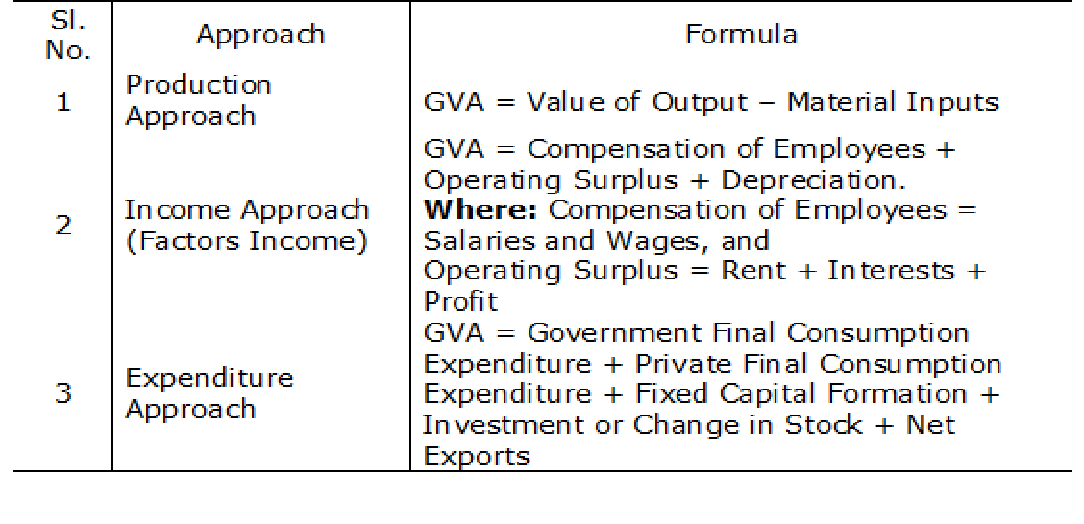 Sl.
No.
Approach
Formula
1
Production
Approach
GVA = Value of Output – Material Inputs
2
Income Approach
(Factors Income)
GVA = Compensation of Employees +
Operating Surplus + Depreciation.
Where: Compensation of Employees =
Salaries and Wages, and
Operating Surplus = Rent + Interests +
Profit
3
Expenditure
Approach
GVA = Government Final Consumption
Expenditure + Private Final Consumption
Expenditure + Fixed Capital Formation +
Investment or Change in Stock + Net
Exports